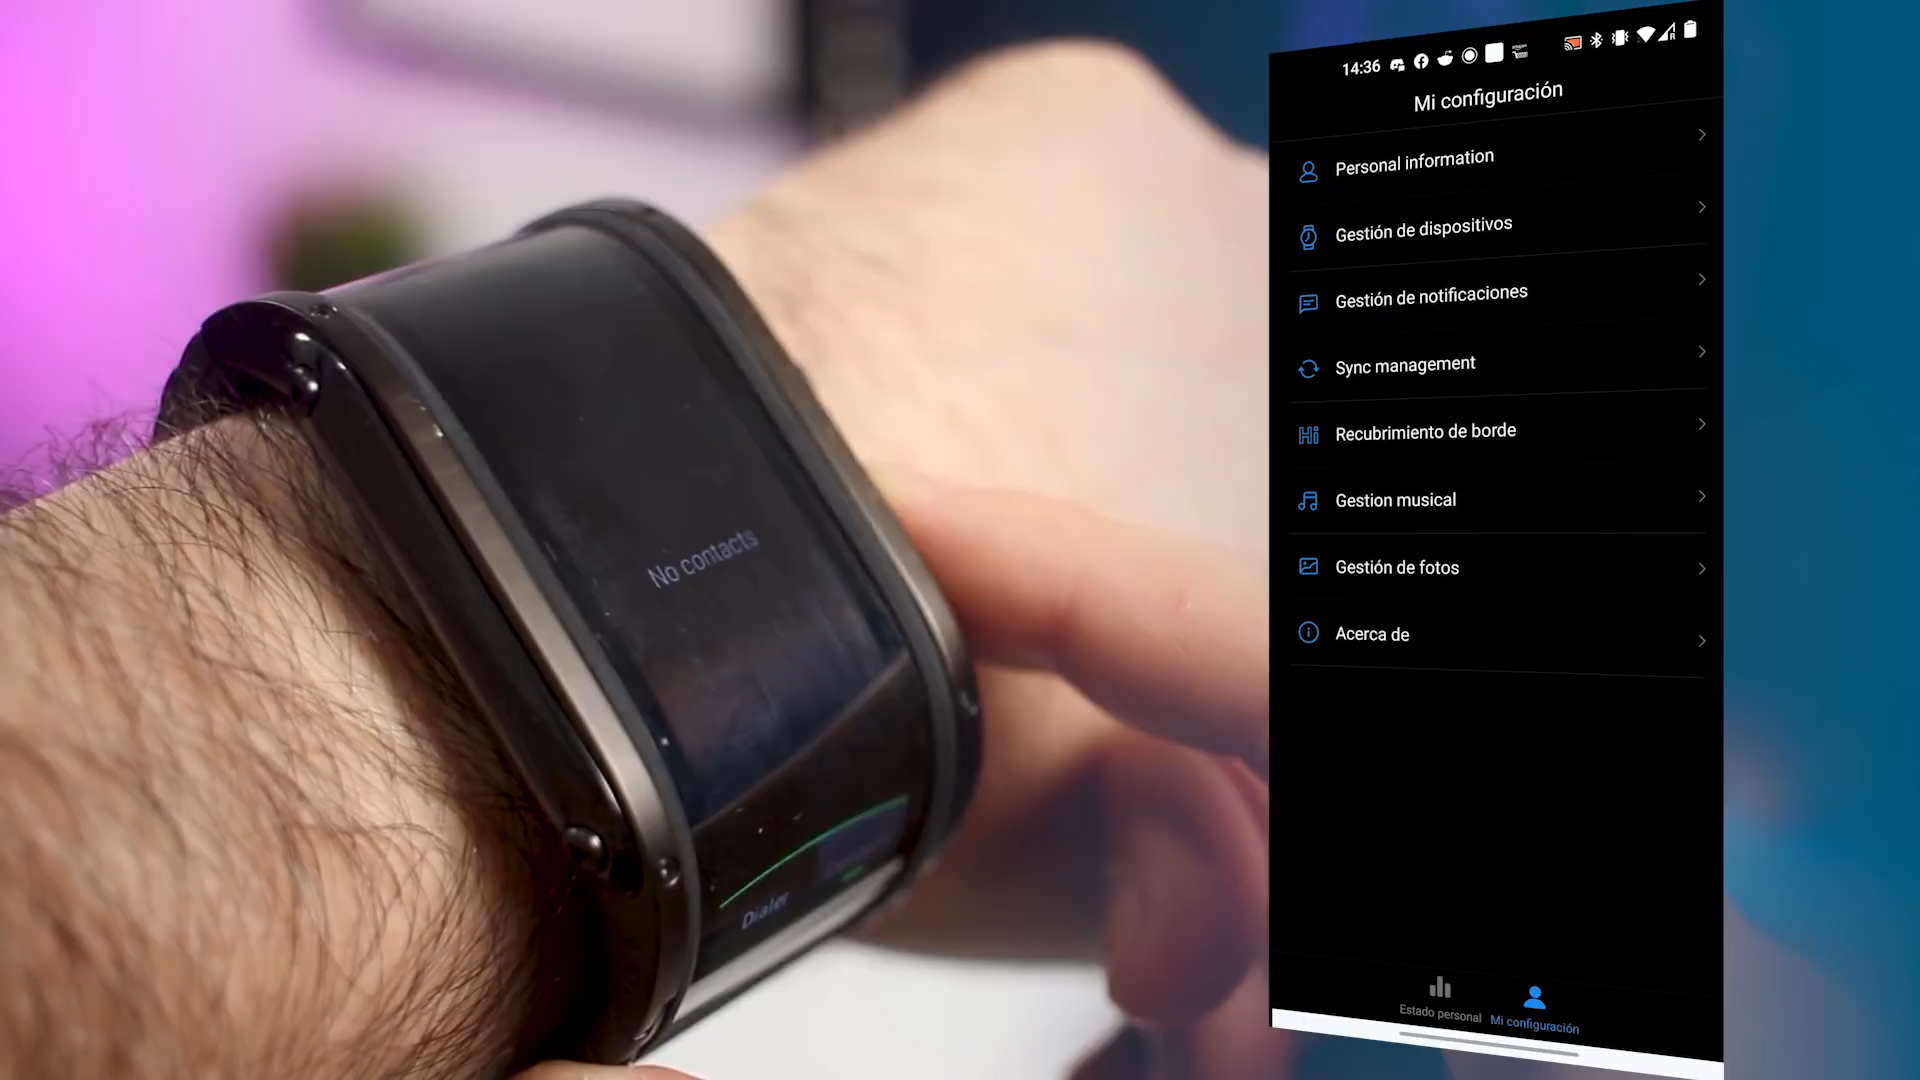 No contacts
Dialer
14:36
Mi configuración
Personal information
Gestión de dispositivos
Gestión de notificaciones
Sync management
Recubrimiento de borde
Gestion musical
Gestión de fotos
Acerca de
Estado personal
Mi configuración